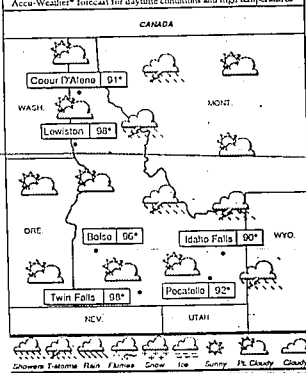 Accu-Weather® forecast for daytime conditions and high temperatures
CANADA
Coeur D'Alene 91°
WASH.
MONT.
Lewiston 98°
ORE.
Boise 96°
Idaho Falls 90°
WYO.
Twin Falls 98°
Pocatello 92°
NEV.
UTAH
Showers T-storms Rain Flurries Snow Ice Sunny Pt. Cloudy Cloudy